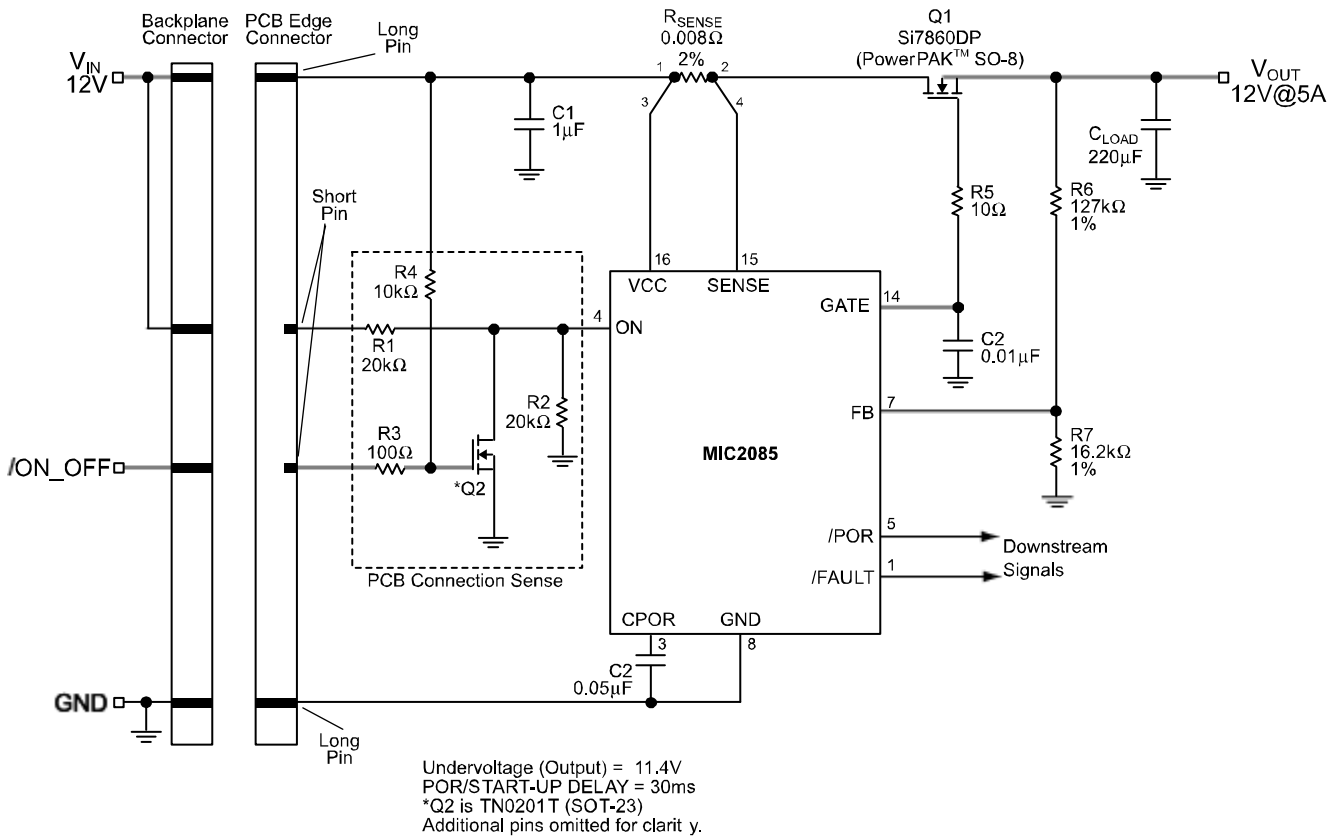 Backplane
Connector
PCB Edge
Connector
Long
Pin
RSENSE
0.008Ω
2%
Q1
Si7860DP
(PowerPAK™ SO-8)
VIN
12V
1
2
3
4
VOUT
12V@5A
C1
1µF
CLOAD
220µF
Short
Pin
R5
10Ω
R6
127kΩ
1%
R4
10kΩ
16
15
VCC
SENSE
GATE
14
4
ON
R1
20kΩ
C2
0.01µF
R2
20kΩ
FB
7
R3
100Ω
MIC2085
R7
16.2kΩ
1%
/ON_OFF
*Q2
/POR
5
Downstream
Signals
/FAULT
1
PCB Connection Sense
CPOR
GND
3
8
C2
0.05µF
GND
Long
Pin
Undervoltage (Output) = 11.4V
POR/START-UP DELAY = 30ms
*Q2 is TN0201T (SOT-23)
Additional pins omitted for clarit y.